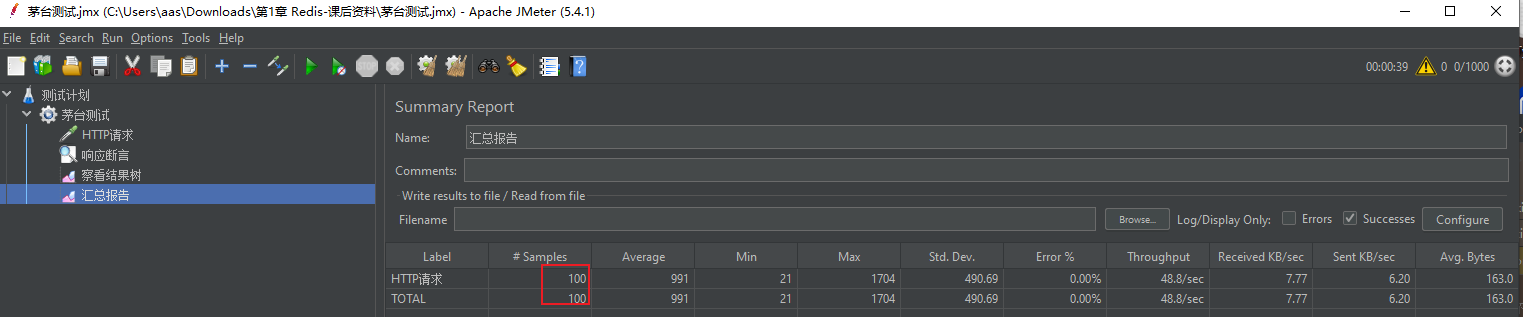 茅台测试.jmx (C:\Users\aas\Downloads\第1章 Redis-课后资料\茅台测试.jmx) - Apache JMeter (5.4.1)
File Edit Search Run Options Tools Help
STOP 00:00:39 0 0/1000
测试计划
茅台测试
HTTP请求
响应断言
察看结果树
汇总报告
Summary Report
Name: 汇总报告
Comments:
Write results to file / Read from file
Filename Browse... Log/Display Only: Errors Successes Configure
Label # Samples Average Min Max Std. Dev. Error % Throughput Received KB/sec Sent KB/sec Avg. Bytes
HTTP请求 100 991 21 1704 490.69 0.00% 48.8/sec 7.77 6.20 163.0
TOTAL 100 991 21 1704 490.69 0.00% 48.8/sec 7.77 6.20 163.0